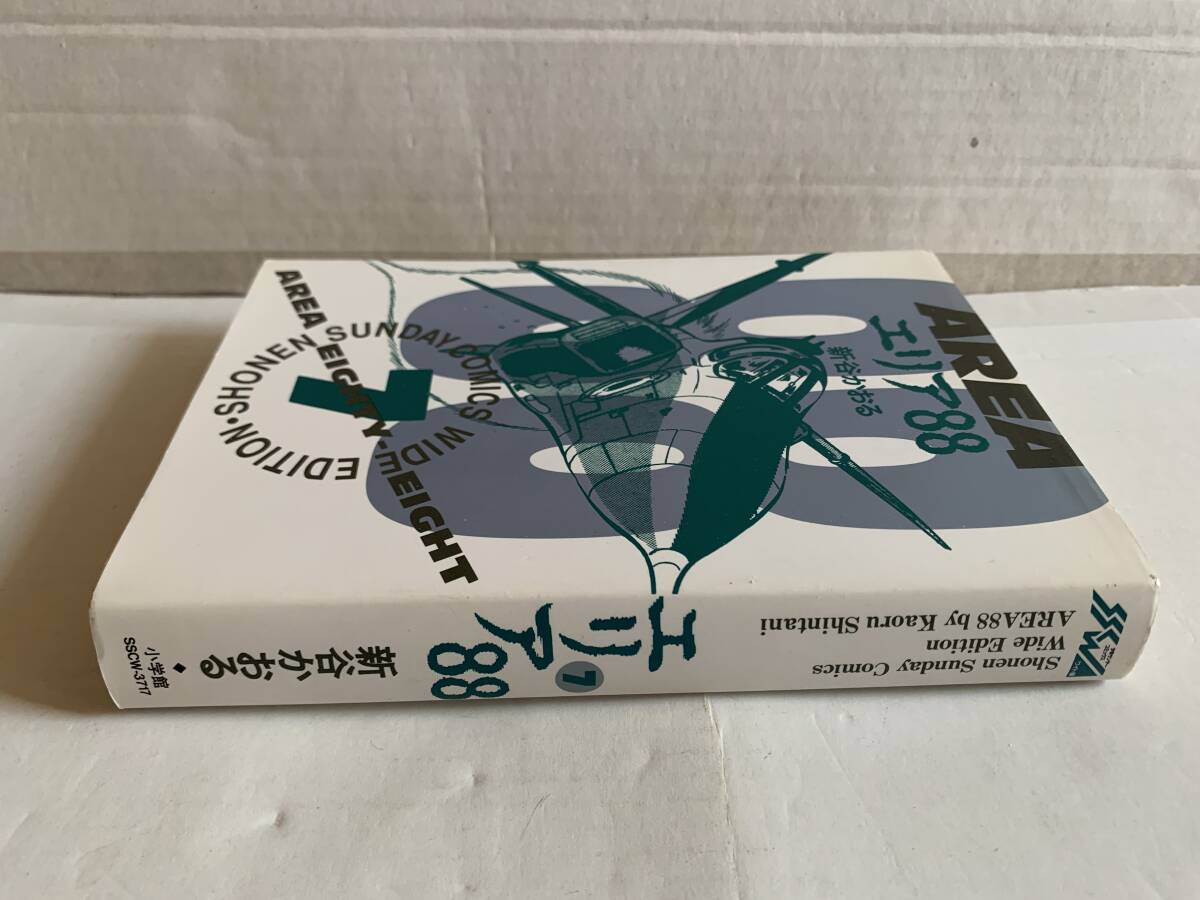 AREA
エリア88
新谷かおる
88
AREA EIGHTY-EIGHT
SHONEN SUNDAY COMICS WIDE EDITION
7
Shonen Sunday Comics
Wide Edition
AREA88 by Kaoru Shintani
エリア88
7
新谷かおる
小学館
SSCW-3717
SSWA